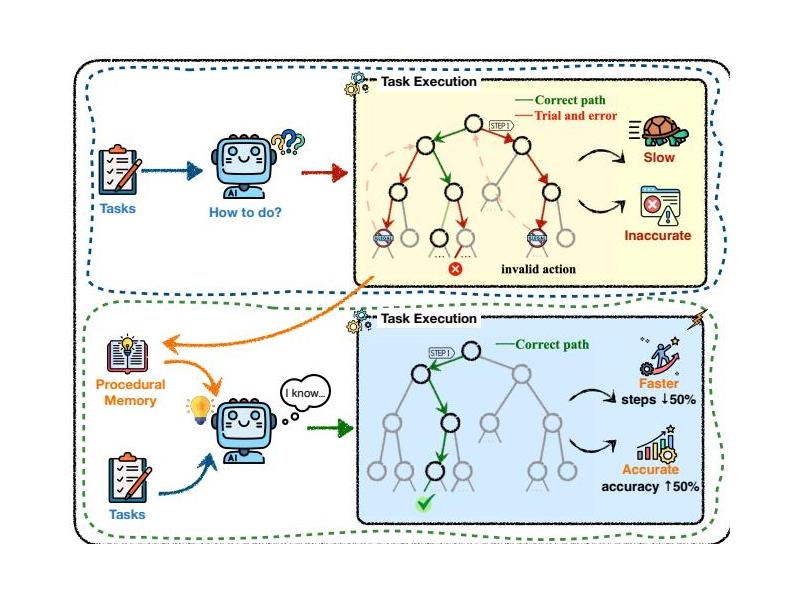 Task Execution
Correct path
Trial and error
STEP 1
Slow
Inaccurate
Tasks
AI
How to do?
... ...
invalid action
Task Execution
STEP 1
Correct path
Procedural
Memory
I know...
Faster
steps ↓50%
AI
Accurate
accuracy ↑50%
Tasks